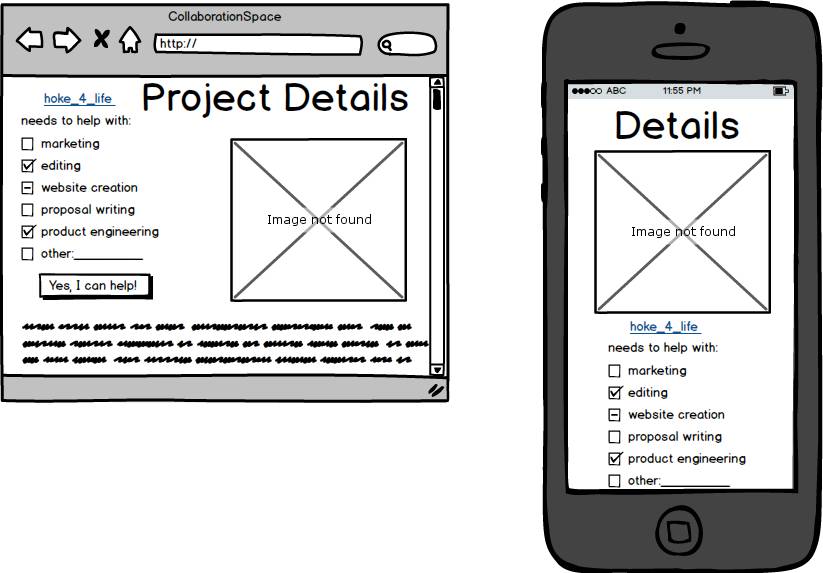 CollaborationSpace
http://
Project Details
hoke_4_life
needs to help with:
marketing
editing
website creation
proposal writing
product engineering
other:__________
Yes, I can help!
Image not found
ABC 11:55 PM
Details
Image not found
hoke_4_life
needs to help with:
marketing
editing
website creation
proposal writing
product engineering
other:__________